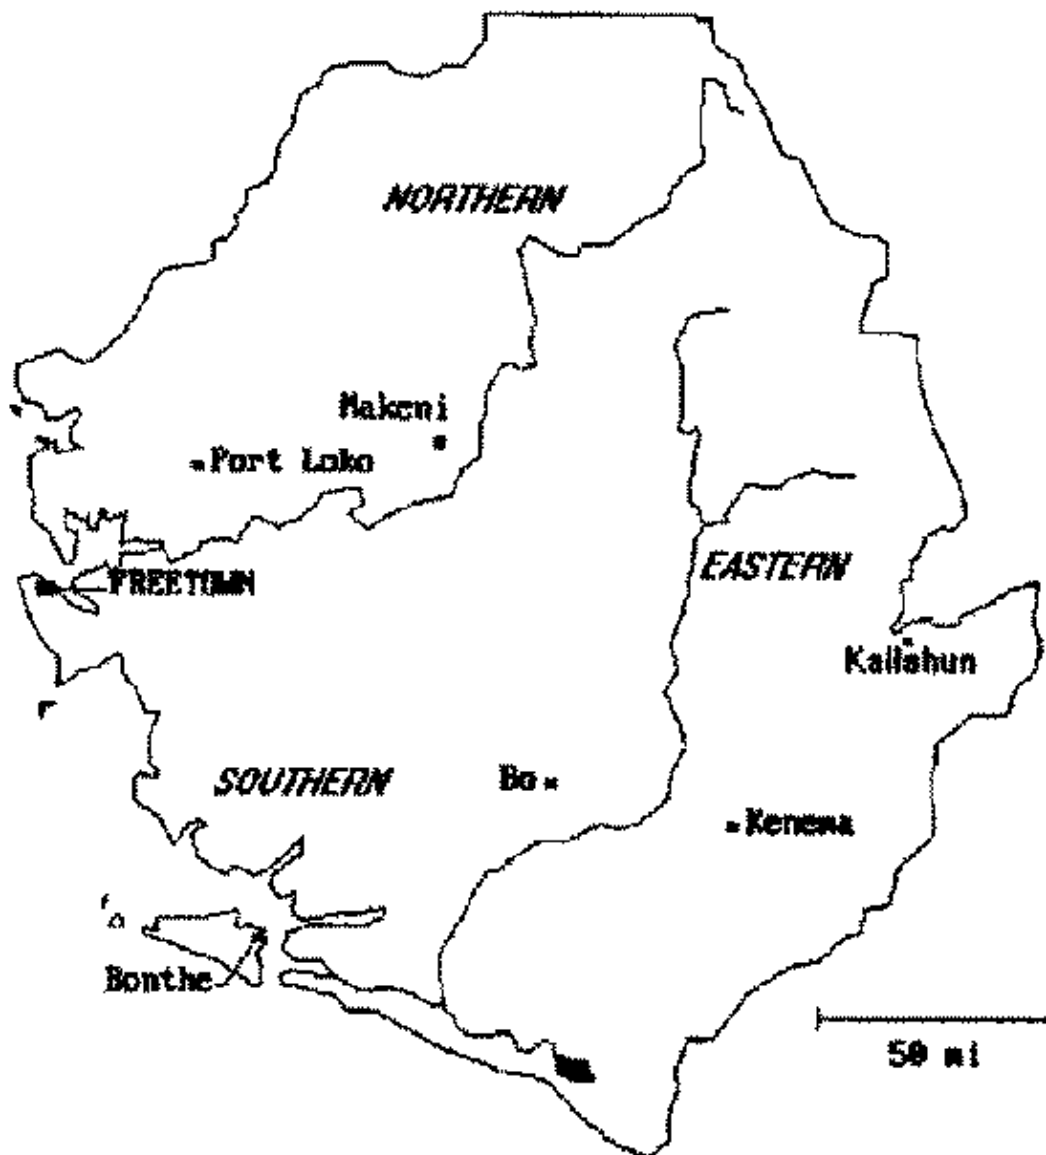 NORTHERN
Makeni
Port Loko
EASTERN
FREETOWN
Kailahun
SOUTHERN
Bo
Kenema
Bonthe
50 mi